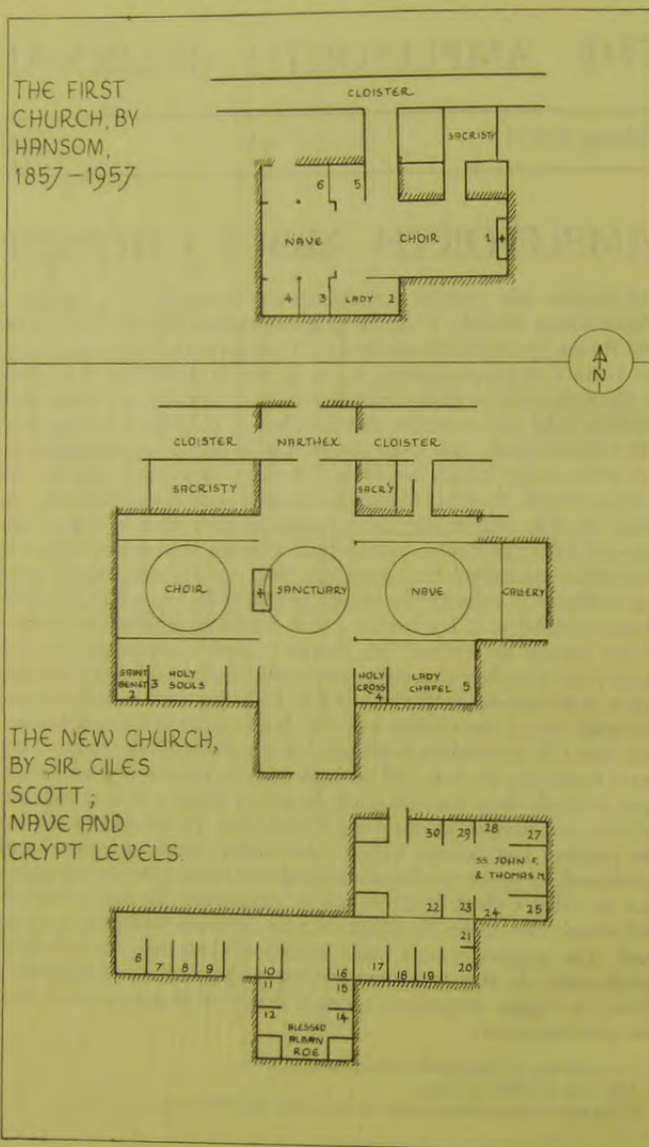 THE FIRST
CHURCH, BY
HANSOM,
1857-1957
CLOISTER
SACRISTY
6 5
NAVE
CHOIR
1
4 3 LADY 2
N
CLOISTER NARTHEX CLOISTER
SACRISTY
SACR'Y
CHOIR
SANCTUARY
NAVE
GALLERY
SAINT
BENET
2
3
HOLY
SOULS
HOLY
CROSS
4
LADY
CHAPEL
5
THE NEW CHURCH,
BY SIR GILES
SCOTT;
NAVE AND
CRYPT LEVELS.
30 29 28 27
SS JOHN F.
& THOMAS M.
22 23 24 25
21
6 7 8 9 10 16 17 18 19 20
11 15
12 14
BLESSED
ALBAN
ROE